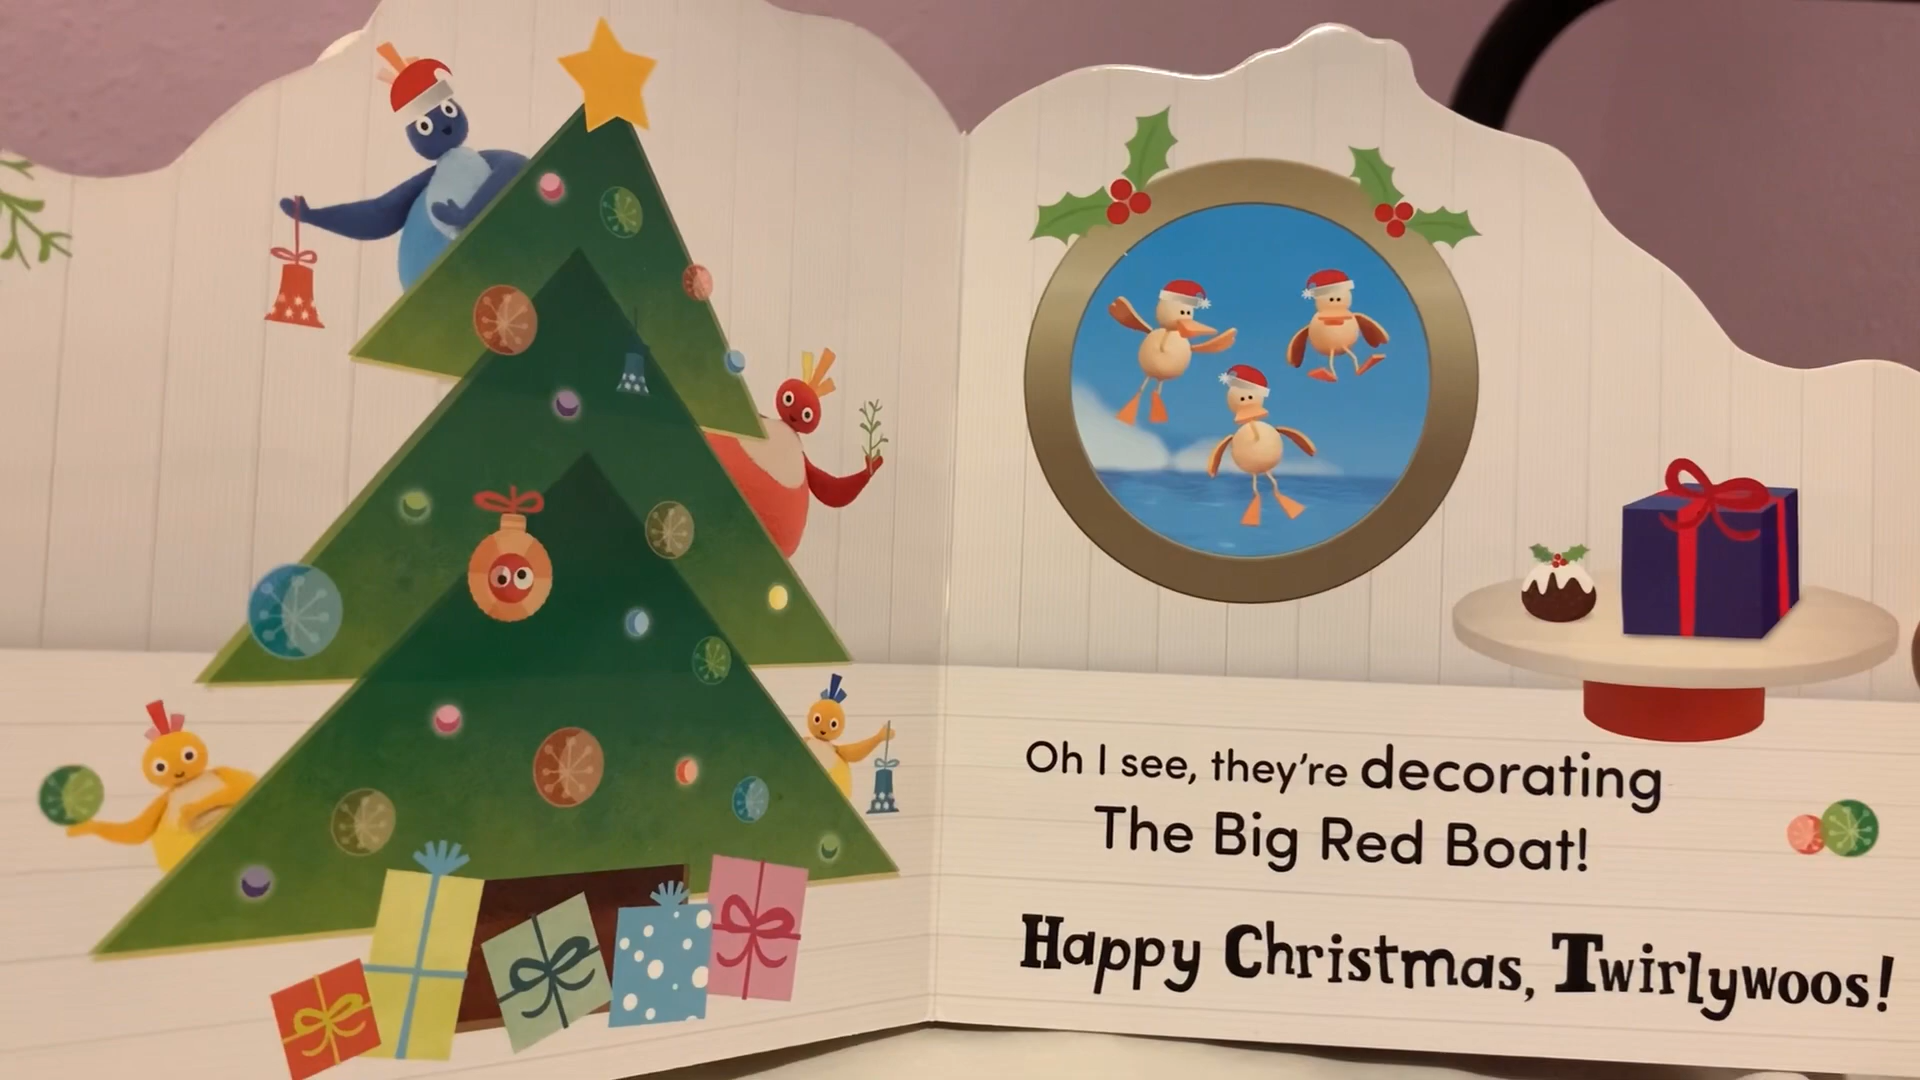 Oh I see, they're decorating
The Big Red Boat!
Happy Christmas, Twirlywoos!